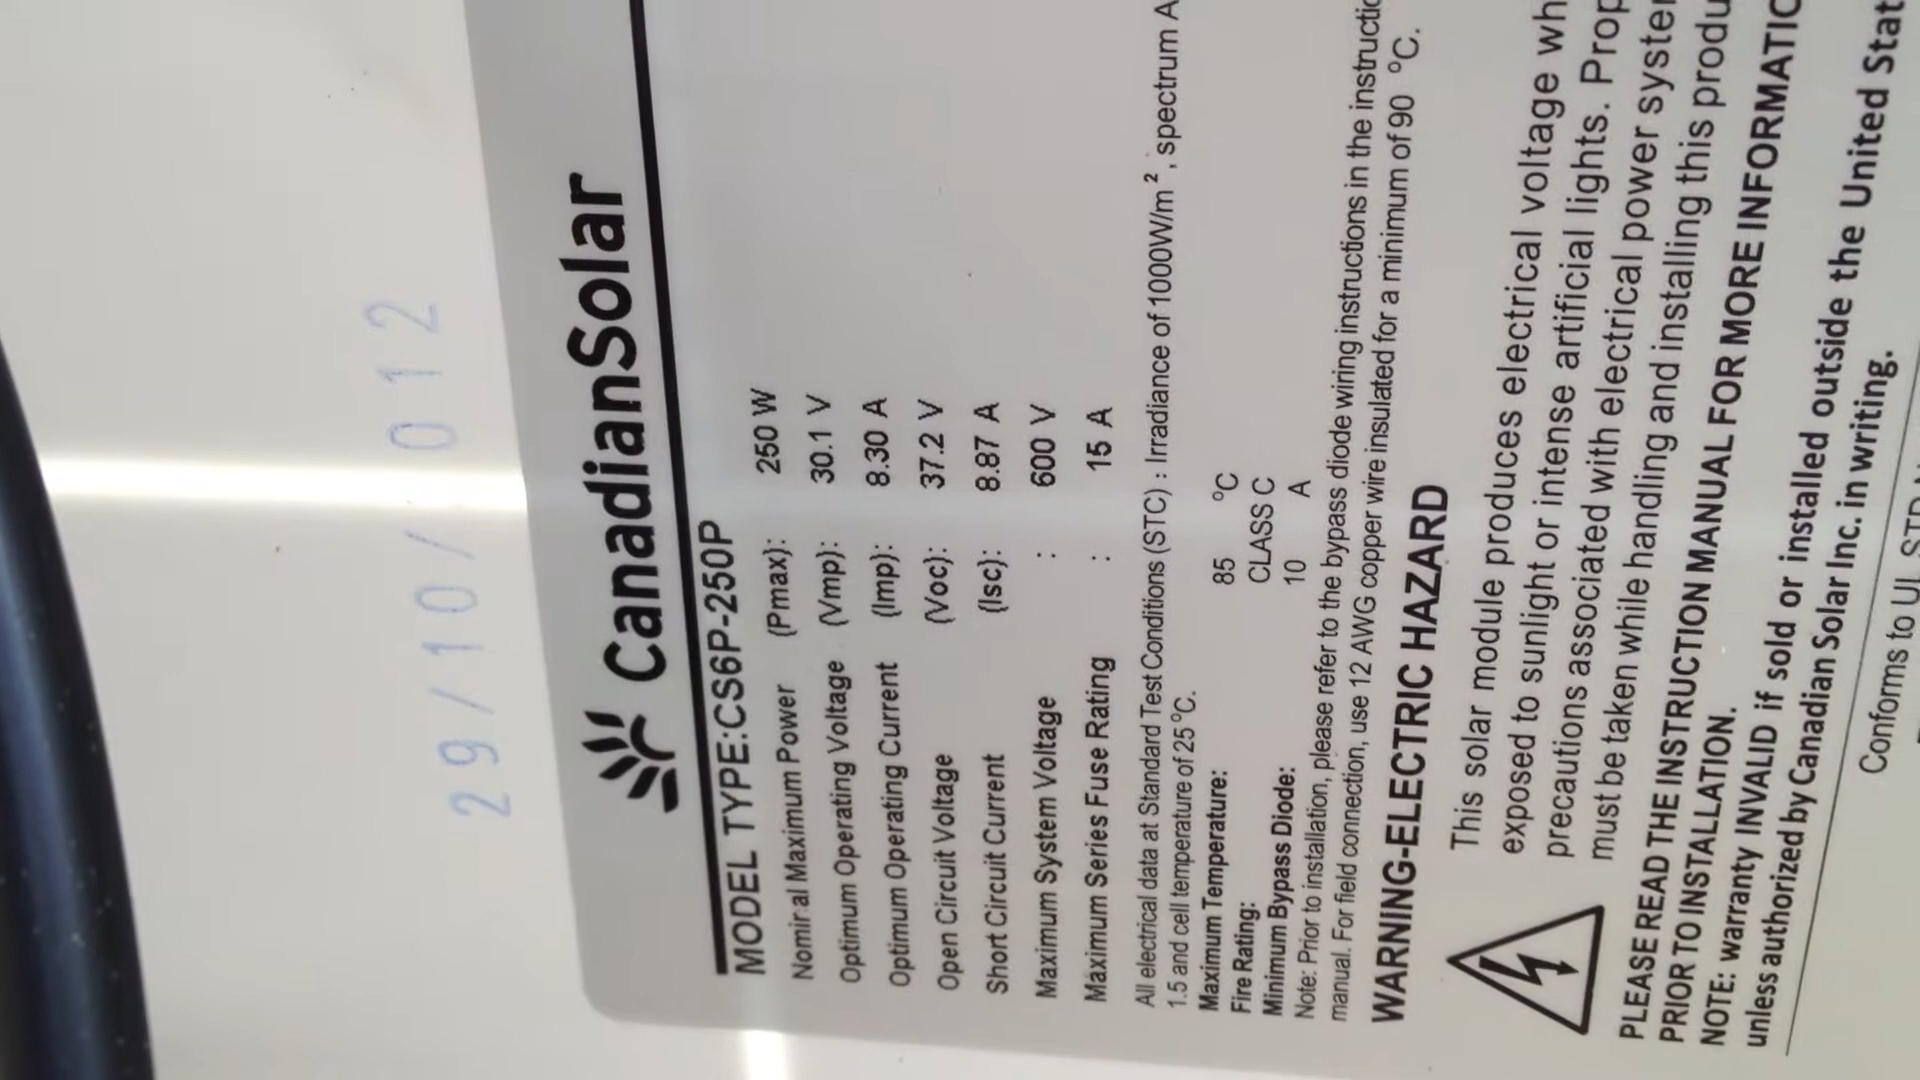 29/10/ 012
CanadianSolar
MODEL TYPE:CS6P-250P
Nominal Maximum Power (Pmax): 250 W
Optimum Operating Voltage (Vmp): 30.1 V
Optimum Operating Current (Imp): 8.30 A
Open Circuit Voltage (Voc): 37.2 V
Short Circuit Current (Isc): 8.87 A
Maximum System Voltage : 600 V
Maximum Series Fuse Rating : 15 A
All electrical data at Standard Test Conditions (STC) : Irradiance of 1000W/m², spectrum A
1.5 and cell temperature of 25 °C.
Maximum Temperature: 85 °C
Fire Rating: CLASS C
Minimum Bypass Diode: 10 A
Note: Prior to installation, please refer to the bypass diode wiring instructions in the
manual. For field connection, use 12 AWG copper wire insulated for a minimum of 90 °C.
WARNING-ELECTRIC HAZARD
This solar module produces electrical voltage
exposed to sunlight or intense artificial lights.
precautions associated with electrical power
must be taken while handling and installing this
PLEASE READ THE INSTRUCTION MANUAL FOR MORE
PRIOR TO INSTALLATION.
NOTE: warranty INVALID if sold or installed outside the United
unless authorized by Canadian Solar Inc. in writing.
Conforms to UL